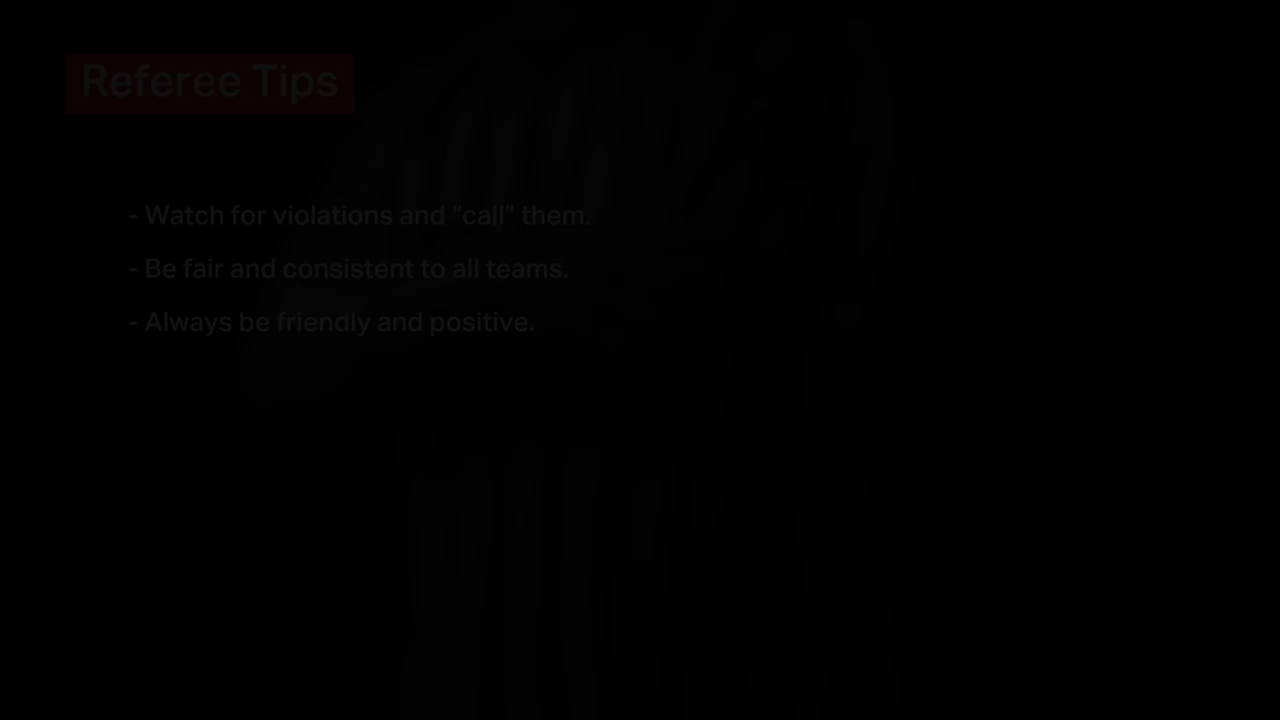 Referee Tips
- Watch for violations and “call” them.
- Be fair and consistent to all teams.
- Always be friendly and positive.